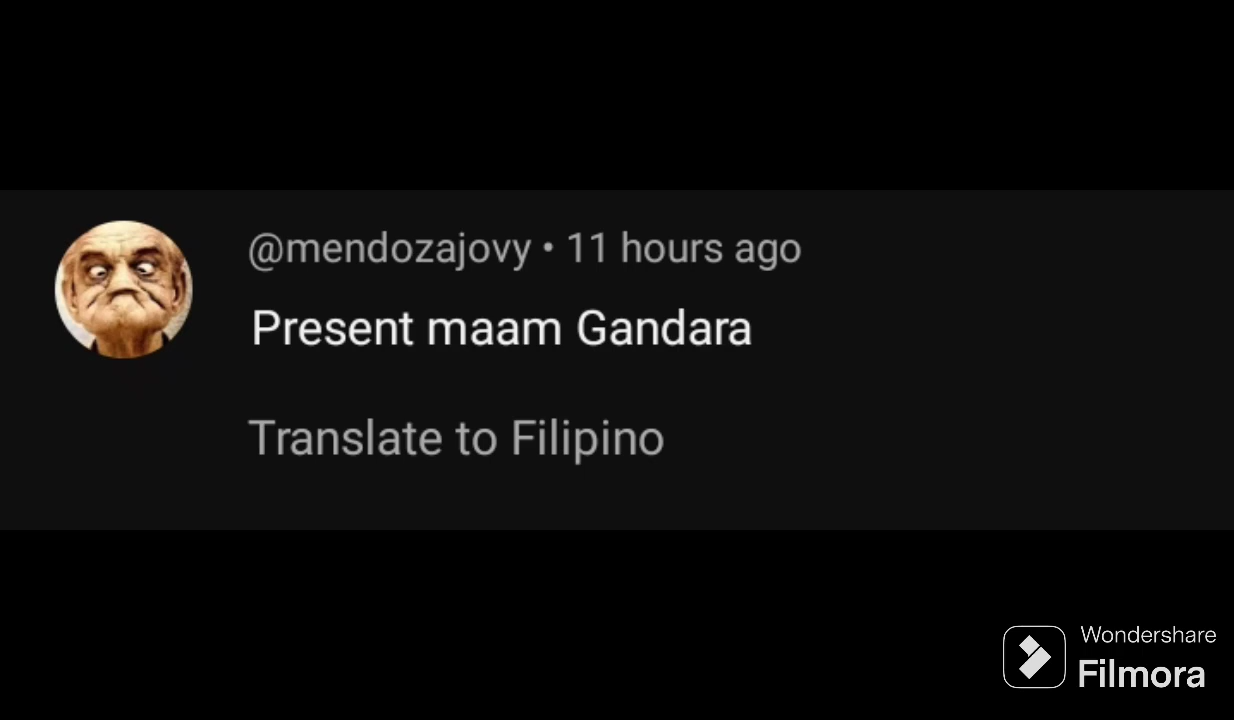 @mendozajovy • 11 hours ago
Present maam Gandara
Translate to Filipino
Wondershare
Filmora